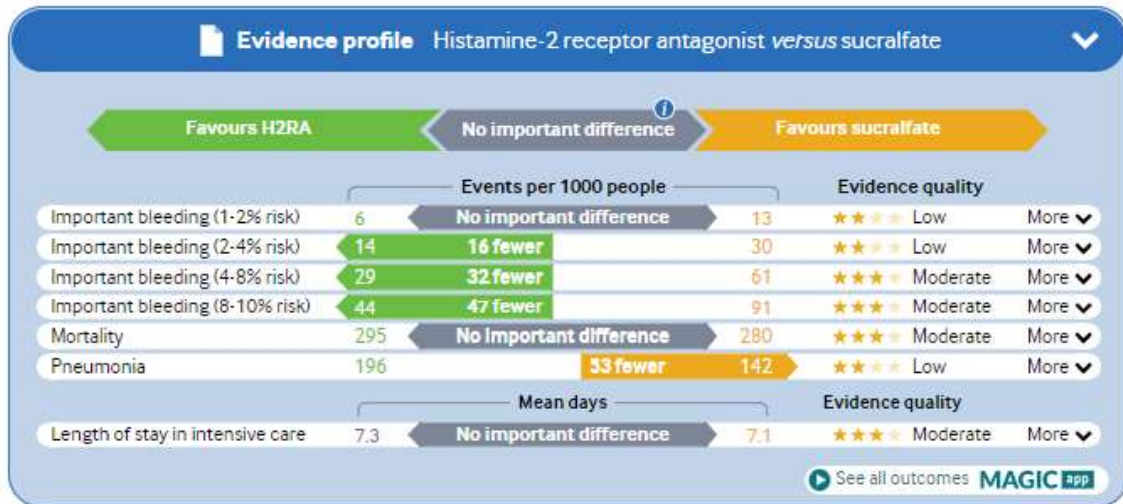 Evidence profile Histamine-2 receptor antagonist versus sucralfate
i
Favours H2RA No important difference Favours sucralfate
Events per 1000 people Evidence quality
Important bleeding (1-2% risk) 6 No important difference 13 Low More
Important bleeding (2-4% risk) 14 16 fewer 30 Low More
Important bleeding (4-8% risk) 29 32 fewer 61 Moderate More
Important bleeding (8-10% risk) 44 47 fewer 91 Moderate More
Mortality 295 No important difference 280 Moderate More
Pneumonia 196 53 fewer 142 Low More
Mean days Evidence quality
Length of stay in intensive care 7.3 No important difference 7.1 Moderate More
See all outcomes MAGIC app